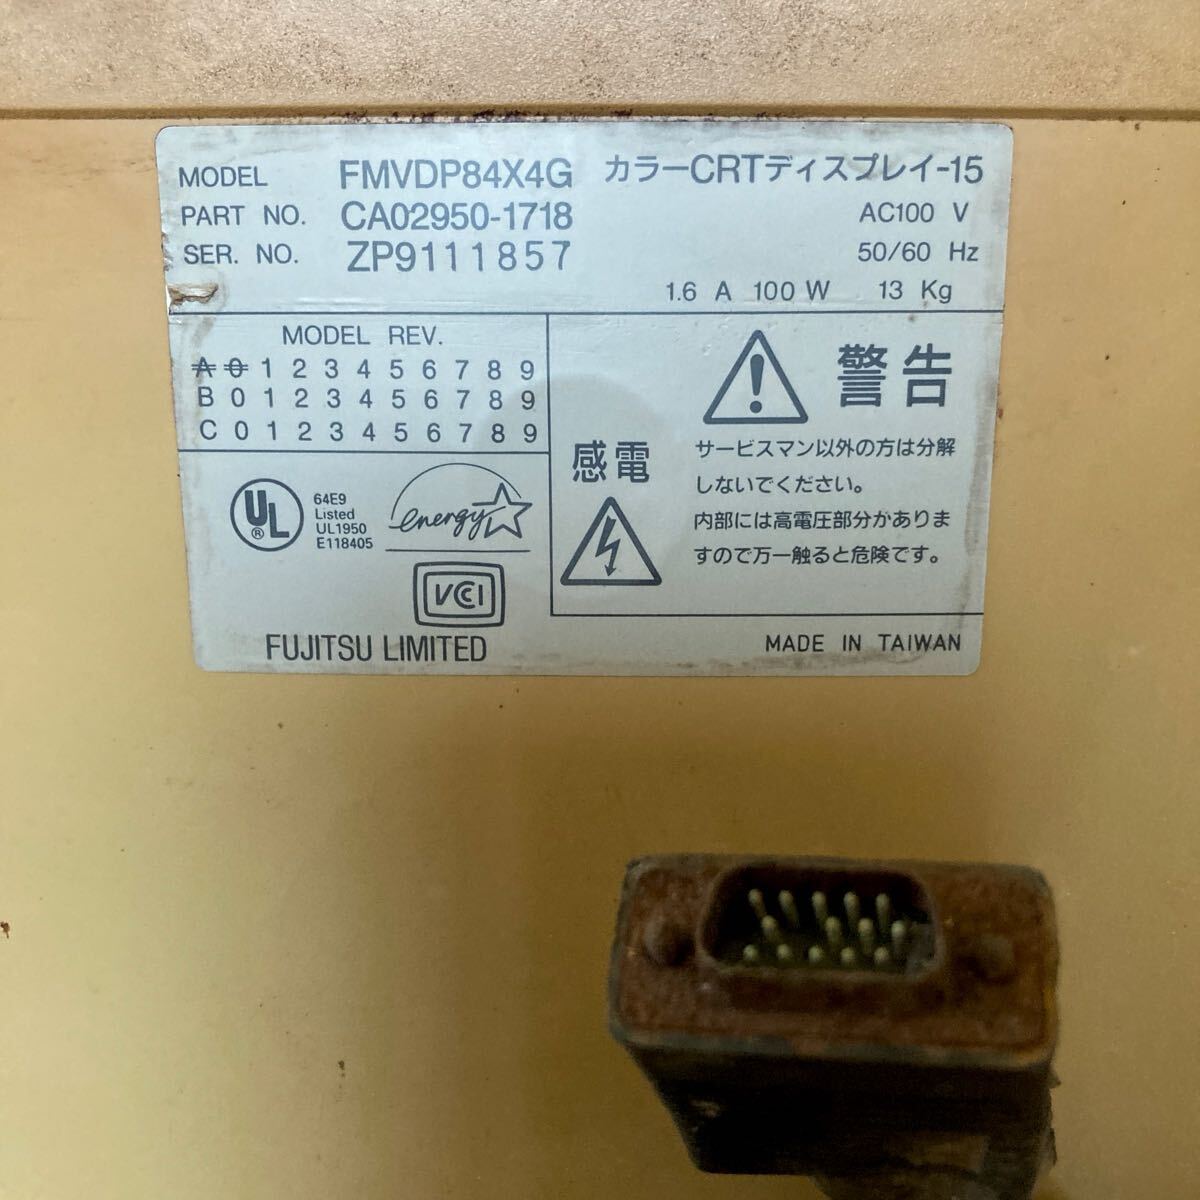 MODEL FMVDP84X4G カラーCRTディスプレイ-15
PART NO. CA02950-1718 AC100 V
SER. NO. ZP9111857 50/60 Hz
1.6 A 100 W 13 Kg
MODEL REV.
A 0 1 2 3 4 5 6 7 8 9
B 0 1 2 3 4 5 6 7 8 9
C 0 1 2 3 4 5 6 7 8 9
警告
感電
サービスマン以外の方は分解
しないでください。
内部には高電圧部分がありま
すので万一触ると危険です。
UL
®
64E9
Listed
UL1950
E118405
energy
VCCI
FUJITSU LIMITED
MADE IN TAIWAN